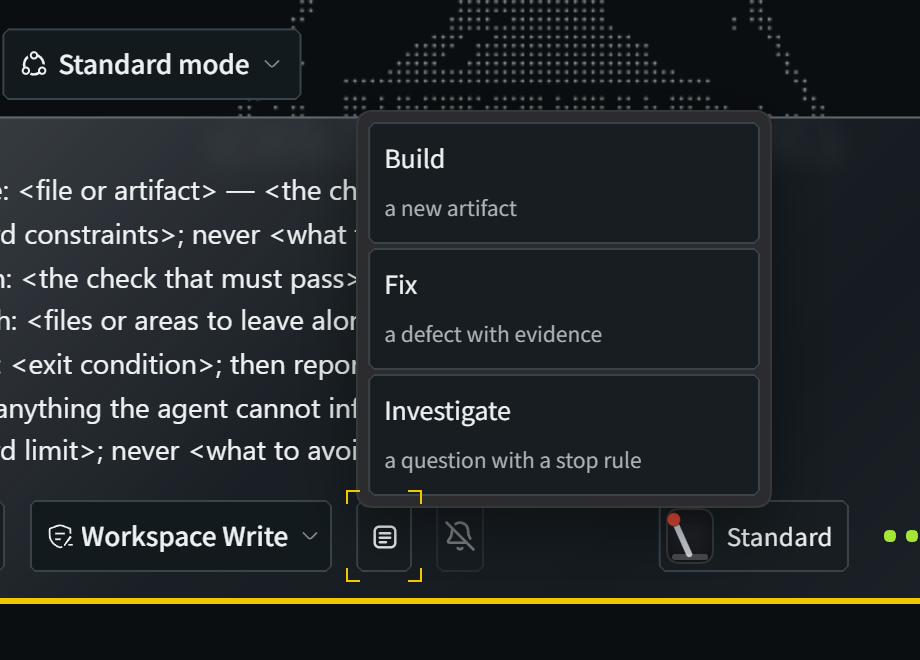 Standard mode
e: <file or artifact> — <the ch
d constraints>; never <what
: <the check that must pass>
h: <files or areas to leave alon
: <exit condition>; then repor
anything the agent cannot inf
d limit>; never <what to avoi
Build
a new artifact
Fix
a defect with evidence
Investigate
a question with a stop rule
Workspace Write
Standard